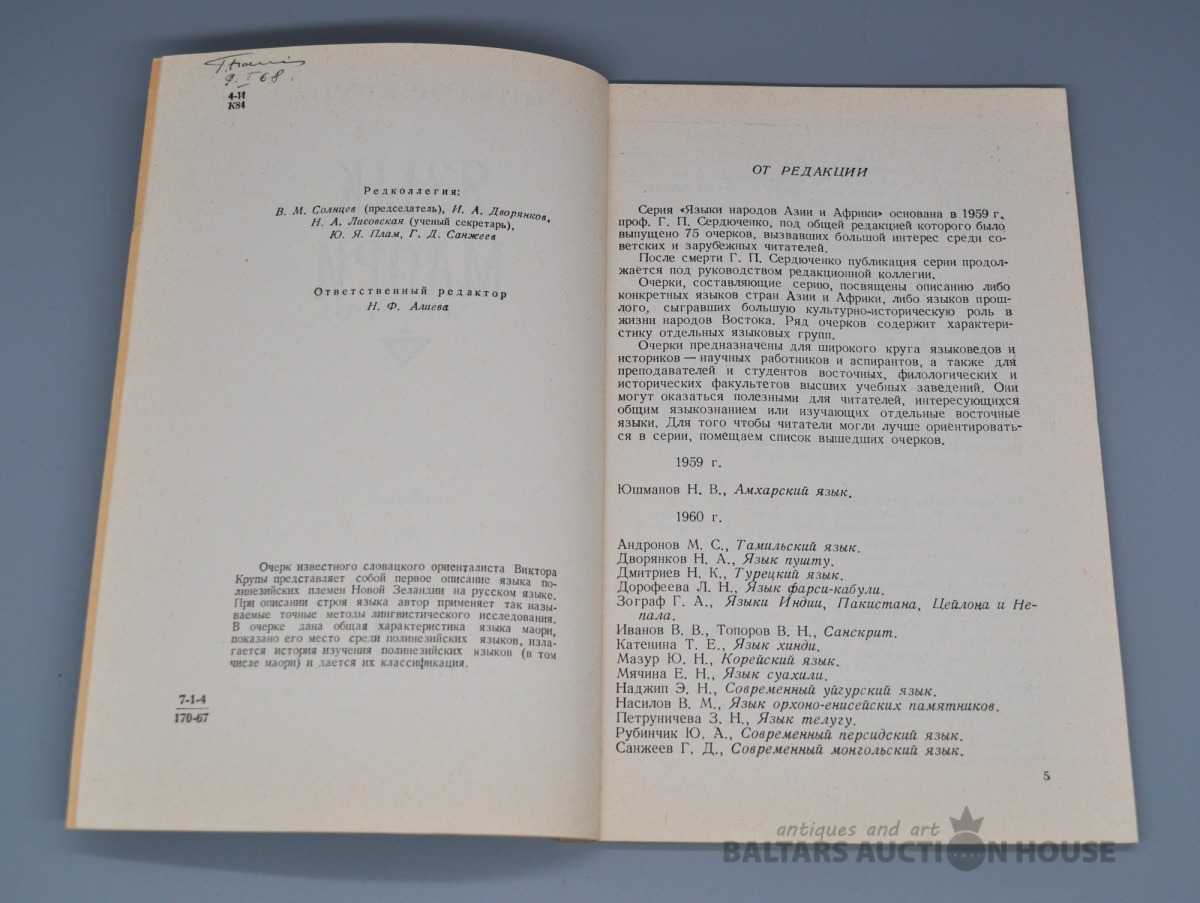 9.I 68.
4-И
К84
Редколлегия:
В. М. Солнцев (председатель), И. А. Дворянков,
Н. А. Лисовская (ученый секретарь),
Ю. Я. Плам, Г. Д. Санжеев
Ответственный редактор
Н. Ф. Алиева
Очерк известного словацкого ориенталиста Виктора
Крупы представляет собой первое описание языка по-
линезийских племен Новой Зеландии на русском языке.
При описании строя языка автор применяет так назы-
ваемые точные методы лингвистического исследования.
В очерке дана общая характеристика языка маори,
показано его место среди полинезийских языков, изла-
гается история изучения полинезийских языков (в том
числе маори) и дается их классификация.
7-1-4
170-67
ОТ РЕДАКЦИИ
Серия «Языки народов Азии и Африки» основана в 1959 г.
проф. Г. П. Сердюченко, под общей редакцией которого было
выпущено 75 очерков, вызвавших большой интерес среди со-
ветских и зарубежных читателей.
После смерти Г. П. Сердюченко публикация серии продол-
жается под руководством редакционной коллегии.
Очерки, составляющие серию, посвящены описанию либо
конкретных языков стран Азии и Африки, либо языков прош-
лого, сыгравших большую культурно-историческую роль в
жизни народов Востока. Ряд очерков содержит характери-
стику отдельных языковых групп.
Очерки предназначены для широкого круга языковедов и
историков — научных работников и аспирантов, а также для
преподавателей и студентов восточных, филологических и
исторических факультетов высших учебных заведений. Они
могут оказаться полезными для читателей, интересующихся
общим языкознанием или изучающих отдельные восточные
языки. Для того чтобы читатели могли лучше ориентировать-
ся в серии, помещаем список вышедших очерков.
1959 г.
Юшманов Н. В., Амхарский язык.
1960 г.
Андронов М. С., Тамильский язык.
Дворянков Н. А., Язык пушту.
Дмитриев Н. К., Турецкий язык.
Дорофеева Л. Н., Язык фарси-кабули.
Зограф Г. А., Языки Индии, Пакистана, Цейлона и Не-
пала.
Иванов В. В., Топоров В. Н., Санскрит.
Катенина Т. Е., Язык хинди.
Мазур Ю. Н., Корейский язык.
Мячина Е. Н., Язык суахили.
Наджип Э. Н., Современный уйгурский язык.
Насилов В. М., Язык орхоно-енисейских памятников.
Петруничева З. Н., Язык телугу.
Рубинчик Ю. А., Современный персидский язык.
Санжеев Г. Д., Современный монгольский язык.
5
antiques and art
BALTARS AUCTION HOUSE